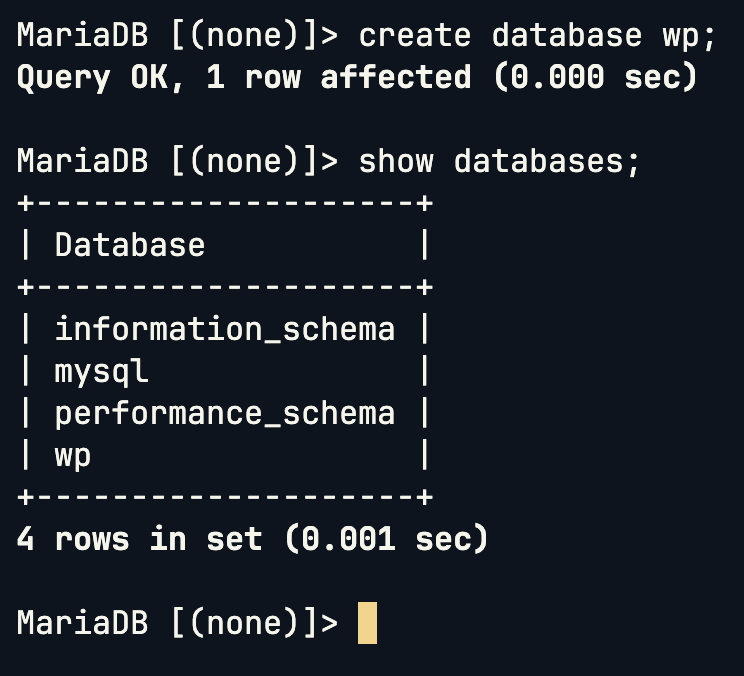 MariaDB [(none)]> create database wp;
Query OK, 1 row affected (0.000 sec)

MariaDB [(none)]> show databases;
+--------------------+
| Database           |
+--------------------+
| information_schema |
| mysql              |
| performance_schema |
| wp                 |
+--------------------+
4 rows in set (0.001 sec)

MariaDB [(none)]>